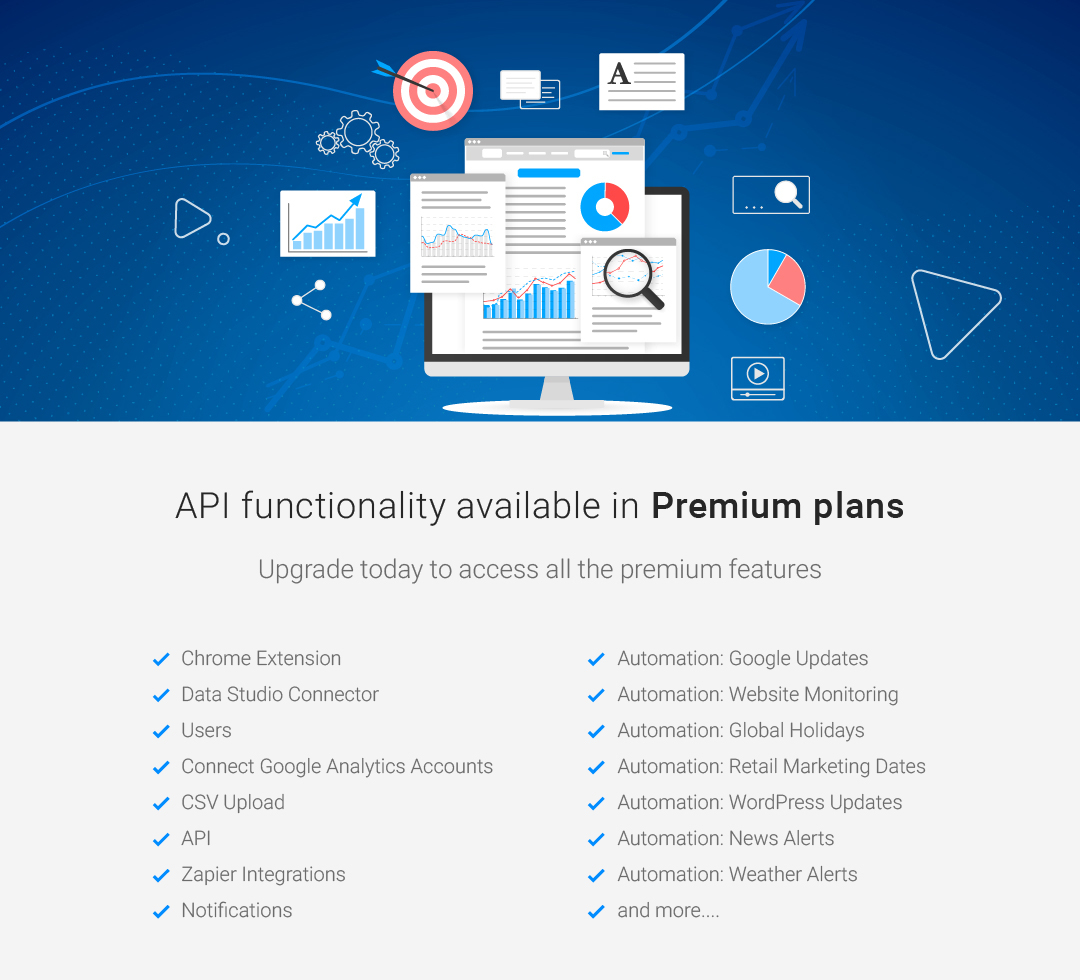 A
API functionality available in Premium plans
Upgrade today to access all the premium features
Chrome Extension
Data Studio Connector
Users
Connect Google Analytics Accounts
CSV Upload
API
Zapier Integrations
Notifications
Automation: Google Updates
Automation: Website Monitoring
Automation: Global Holidays
Automation: Retail Marketing Dates
Automation: WordPress Updates
Automation: News Alerts
Automation: Weather Alerts
and more....